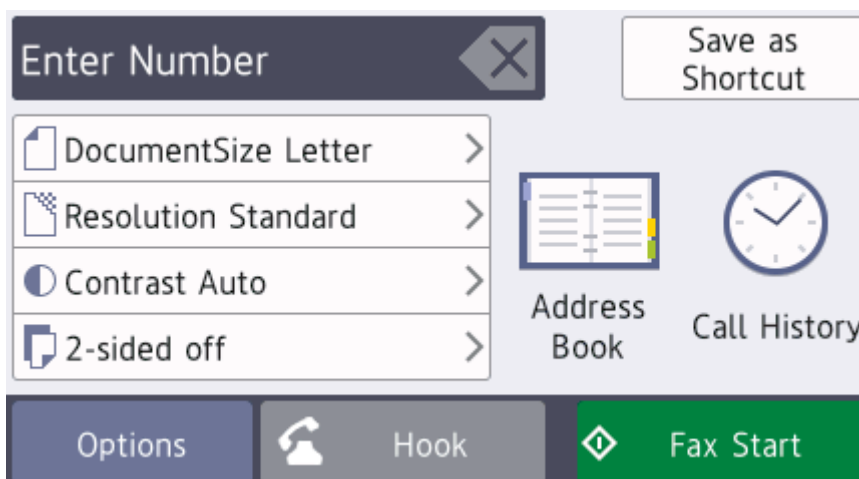 Enter Number
Save as
Shortcut
DocumentSize Letter
Resolution Standard
Contrast Auto
2-sided off
Address
Book
Call History
Options
Hook
Fax Start